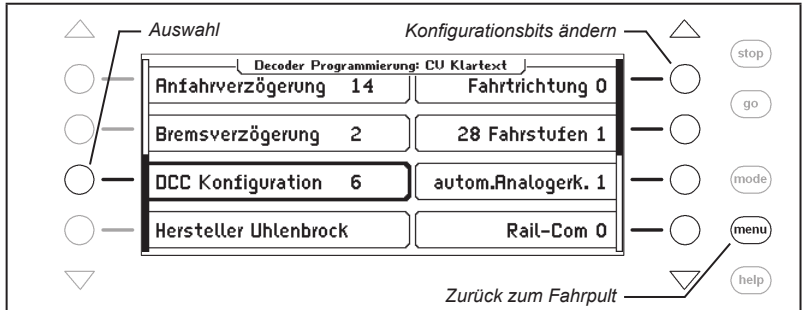 Auswahl
Konfigurationsbits ändern
stop
Decoder Programmierung: CV Klartext
Anfahrverzögerung 14
Fahrtrichtung 0
go
Bremsverzögerung 2
28 Fahrstufen 1
DCC Konfiguration 6
autom.Analogerk. 1
mode
Hersteller Uhlenbrock
Rail-Com 0
menu
help
Zurück zum Fahrpult